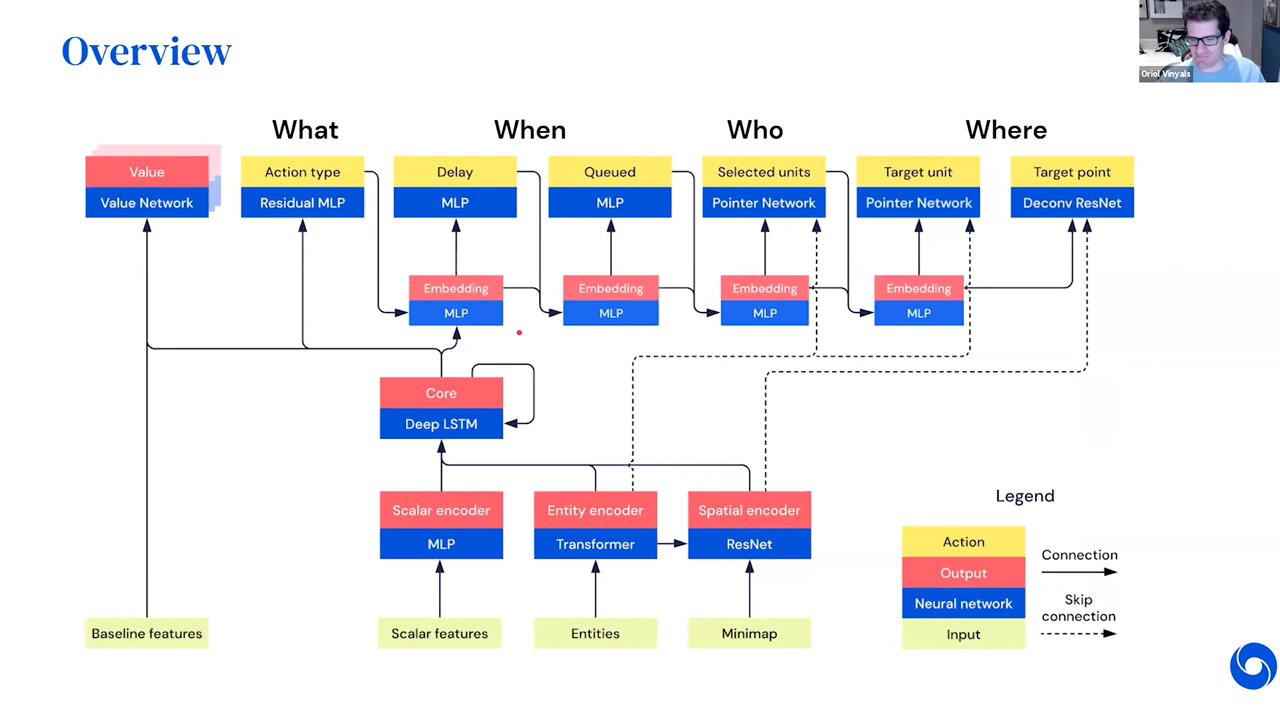 Overview
Oriol Vinyals
What
When
Who
Where
Value
Value Network
Action type
Residual MLP
Delay
MLP
Queued
MLP
Selected units
Pointer Network
Target unit
Pointer Network
Target point
Deconv ResNet
Embedding
MLP
Embedding
MLP
Embedding
MLP
Embedding
MLP
Core
Deep LSTM
Scalar encoder
MLP
Entity encoder
Transformer
Spatial encoder
ResNet
Baseline features
Scalar features
Entities
Minimap
Legend
Action
Output
Neural network
Input
Connection
Skip
connection